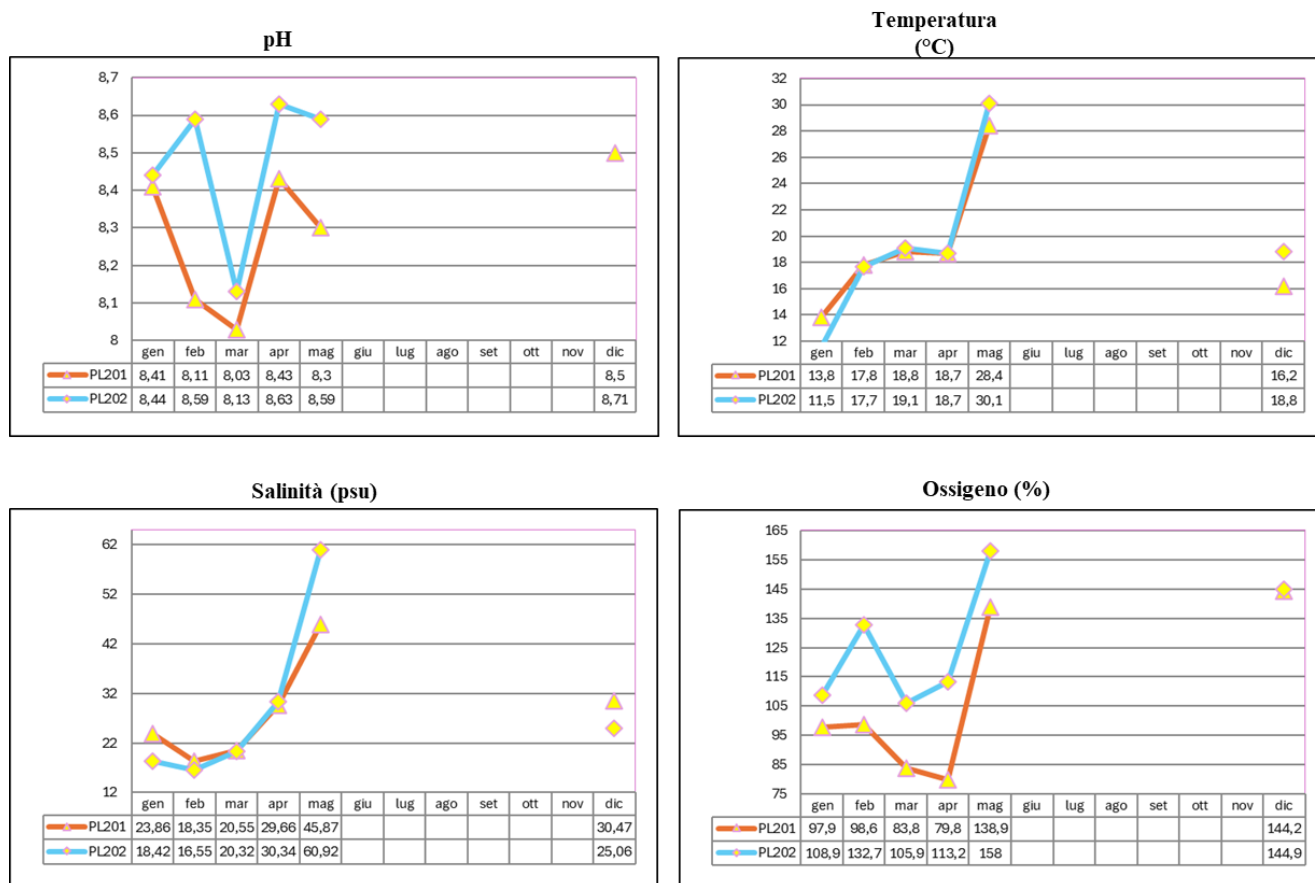 pH
8,7
8,6
8,5
8,4
8,3
8,2
8,1
8
gen feb mar apr mag giu lug ago set ott nov dic
PL201 8,41 8,11 8,03 8,43 8,3 8,5
PL202 8,44 8,59 8,13 8,63 8,59 8,71
Temperatura
(°C)
32
30
28
26
24
22
20
18
16
14
12
gen feb mar apr mag giu lug ago set ott nov dic
PL201 13,8 17,8 18,8 18,7 28,4 16,2
PL202 11,5 17,7 19,1 18,7 30,1 18,8
Salinità (psu)
62
52
42
32
22
12
gen feb mar apr mag giu lug ago set ott nov dic
PL201 23,86 18,35 20,55 29,66 45,87 30,47
PL202 18,42 16,55 20,32 30,34 60,92 25,06
Ossigeno (%)
165
155
145
135
125
115
105
95
85
75
gen feb mar apr mag giu lug ago set ott nov dic
PL201 97,9 98,6 83,8 79,8 138,9 144,2
PL202 108,9 132,7 105,9 113,2 158 144,9